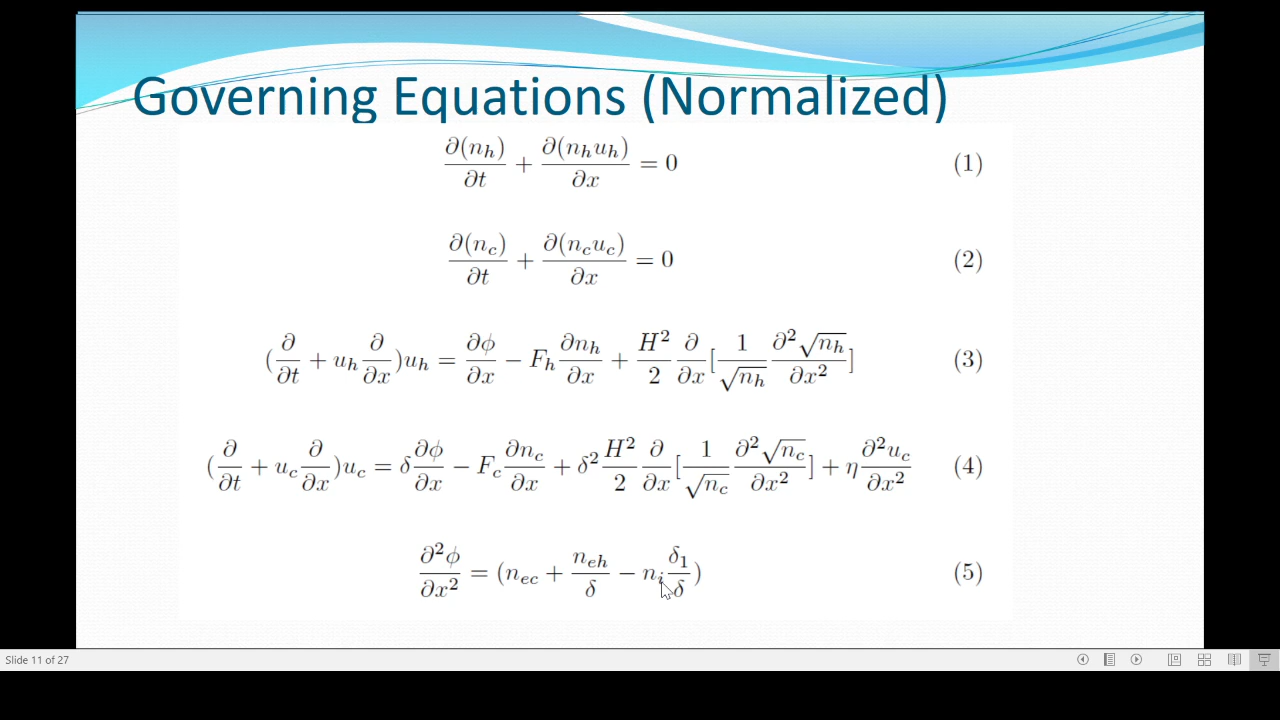 Governing Equations (Normalized)
∂(n_h)/∂t + ∂(n_h u_h)/∂x = 0 (1)
∂(n_c)/∂t + ∂(n_c u_c)/∂x = 0 (2)
(∂/∂t + u_h ∂/∂x)u_h = ∂ϕ/∂x − F_h ∂n_h/∂x + H²/2 ∂/∂x[1/√n_h ∂²√n_h/∂x²] (3)
(∂/∂t + u_c ∂/∂x)u_c = δ ∂ϕ/∂x − F_c ∂n_c/∂x + δ² H²/2 ∂/∂x[1/√n_c ∂²√n_c/∂x²] + η ∂²u_c/∂x² (4)
∂²ϕ/∂x² = (n_ec + n_eh/δ − n_i δ_1/δ) (5)
Slide 11 of 27